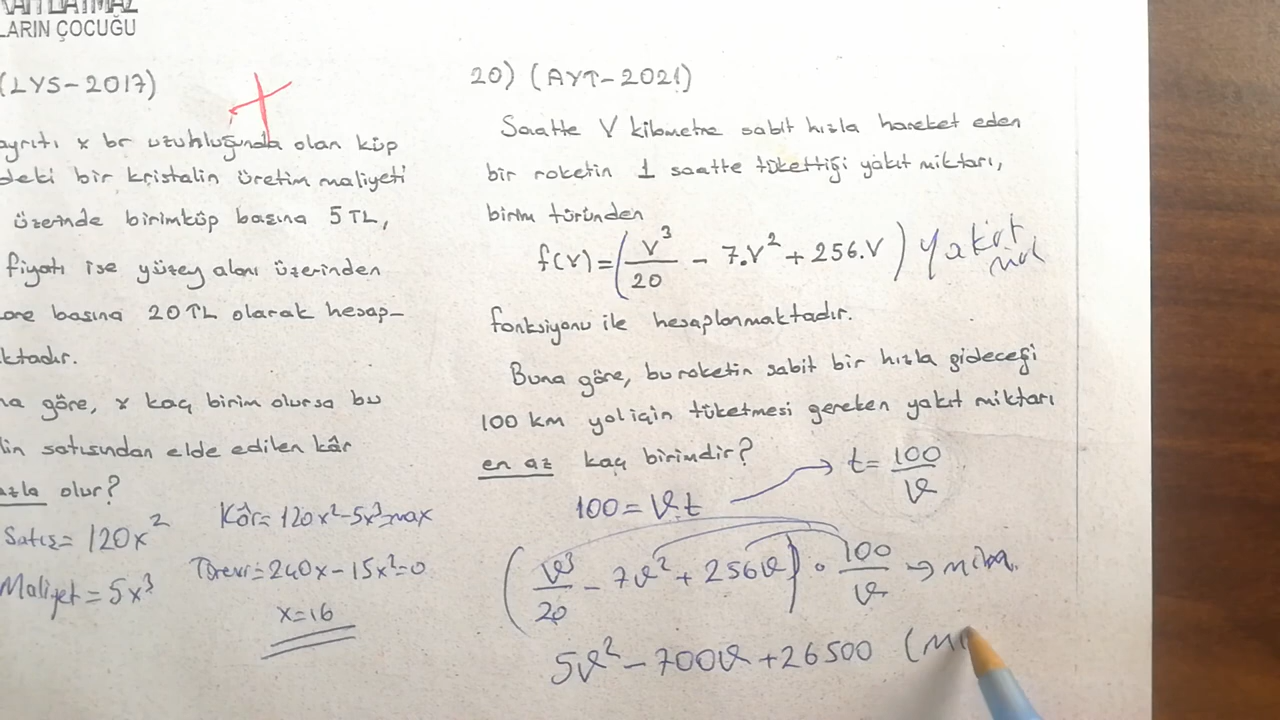 LARIN ÇOCUĞU
(LYS-2017)
ayrıtı x br uzunluğunda olan küp
deki bir kristalin üretim maliyeti
üzerinde birimküp başına 5 TL,
fiyatı ise yüzey alanı üzerinden
are başına 20 TL olarak hesap-
ktadır.
na göre, x kaç birim olursa bu
lin satışından elde edilen kâr
azla olur?
Satış = 120x²
Maliyet = 5x³
Kâr = 120x² - 5x³ max
Türevi = 240x - 15x² = 0
x = 16
20) (AYT-2021)
Saatte V kilometre sabit hızla hareket eden
bir roketin 1 saatte tükettiği yakıt miktarı,
birim türünden
f(v) = (v³/20 - 7.v² + 256.v) yakıt
fonksiyonu ile hesaplanmaktadır.
Buna göre, bu roketin sabit bir hızla gideceği
100 km yol için tüketmesi gereken yakıt miktarı
en az kaç birimdir?
100 = v.t → t = 100/v
(v³/20 - 7v² + 256v) . 100/v →
5v² - 700v + 26500 (Mi